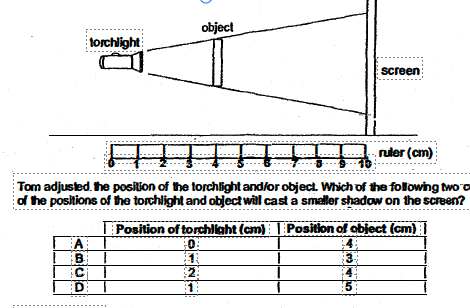 object
torchlight
screen
0 1 2 3 4 5 6 7 8 9 10 ruler (cm)
Tom adjusted the position of the torchlight and/or object. Which of the following two
of the positions of the torchlight and object will cast a smaller shadow on the screen?
Position of torchlight (cm) Position of object (cm)
A 0 4
B 1 3
C 2 4
D 1 5